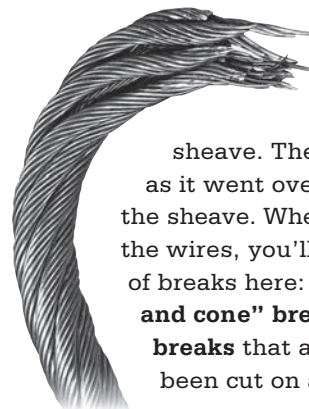 sheave. The
as it went ove
the sheave. Whe
the wires, you'll
of breaks here:
and cone" bre
breaks that a
been cut on a